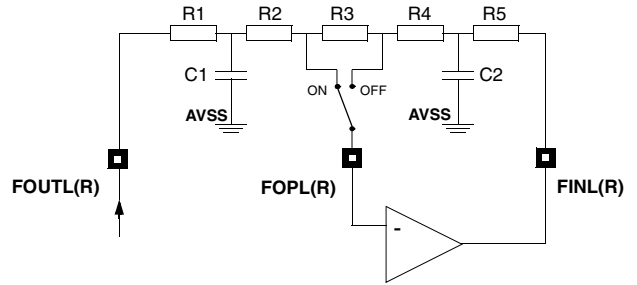 R1 R2 R3 R4 R5
C1 C2
ON OFF
AVSS AVSS
FOUTL(R) FOPL(R) FINL(R)
-